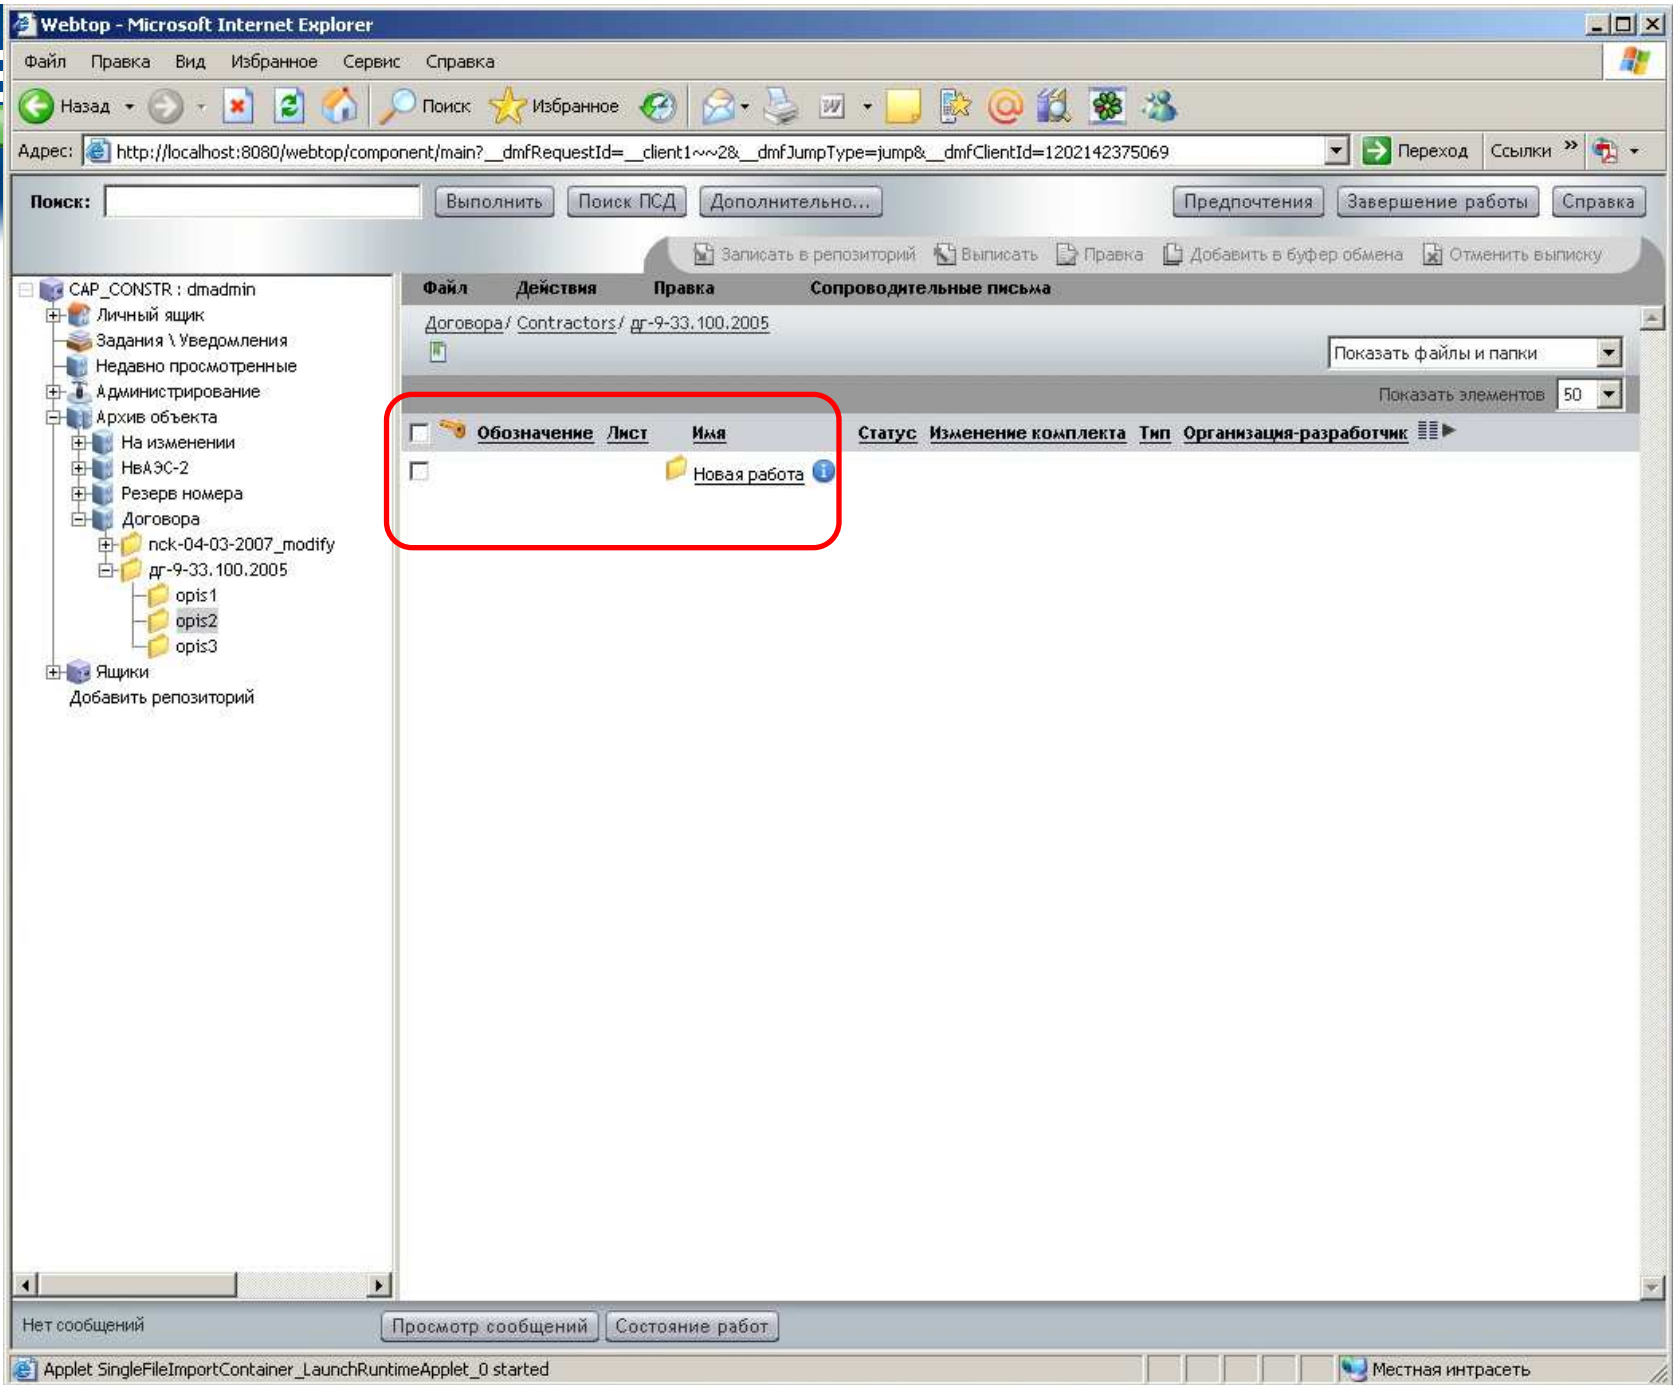 Webtop - Microsoft Internet Explorer
Файл Правка Вид Избранное Сервис Справка
Назад Поиск Избранное
Адрес: http://localhost:8080/webtop/component/main?__dmfRequestId=__client1~~2&__dmfJumpType=jump&__dmfClientId=1202142375069 Переход Ссылки »
Поиск: Выполнить Поиск ПСД Дополнительно... Предпочтения Завершение работы Справка
Записать в репозиторий Выписать Правка Добавить в буфер обмена Отменить выписку
CAP_CONSTR : dmadmin
Личный ящик
Задания \ Уведомления
Недавно просмотренные
Администрирование
Архив объекта
На изменении
НвАЭС-2
Резерв номера
Договора
пск-04-03-2007_modify
дг-9-33.100.2005
opis1
opis2
opis3
Ящики
Добавить репозиторий
Файл Действия Правка Сопроводительные письма
Договора/ Contractors/ дг-9-33.100.2005
Показать файлы и папки
Показать элементов 50
Обозначение Лист Имя Статус Изменение комплекта Тип Организация-разработчик
Новая работа
Нет сообщений Просмотр сообщений Состояние работ
Applet SingleFileImportContainer_LaunchRuntimeApplet_0 started Местная интрасеть